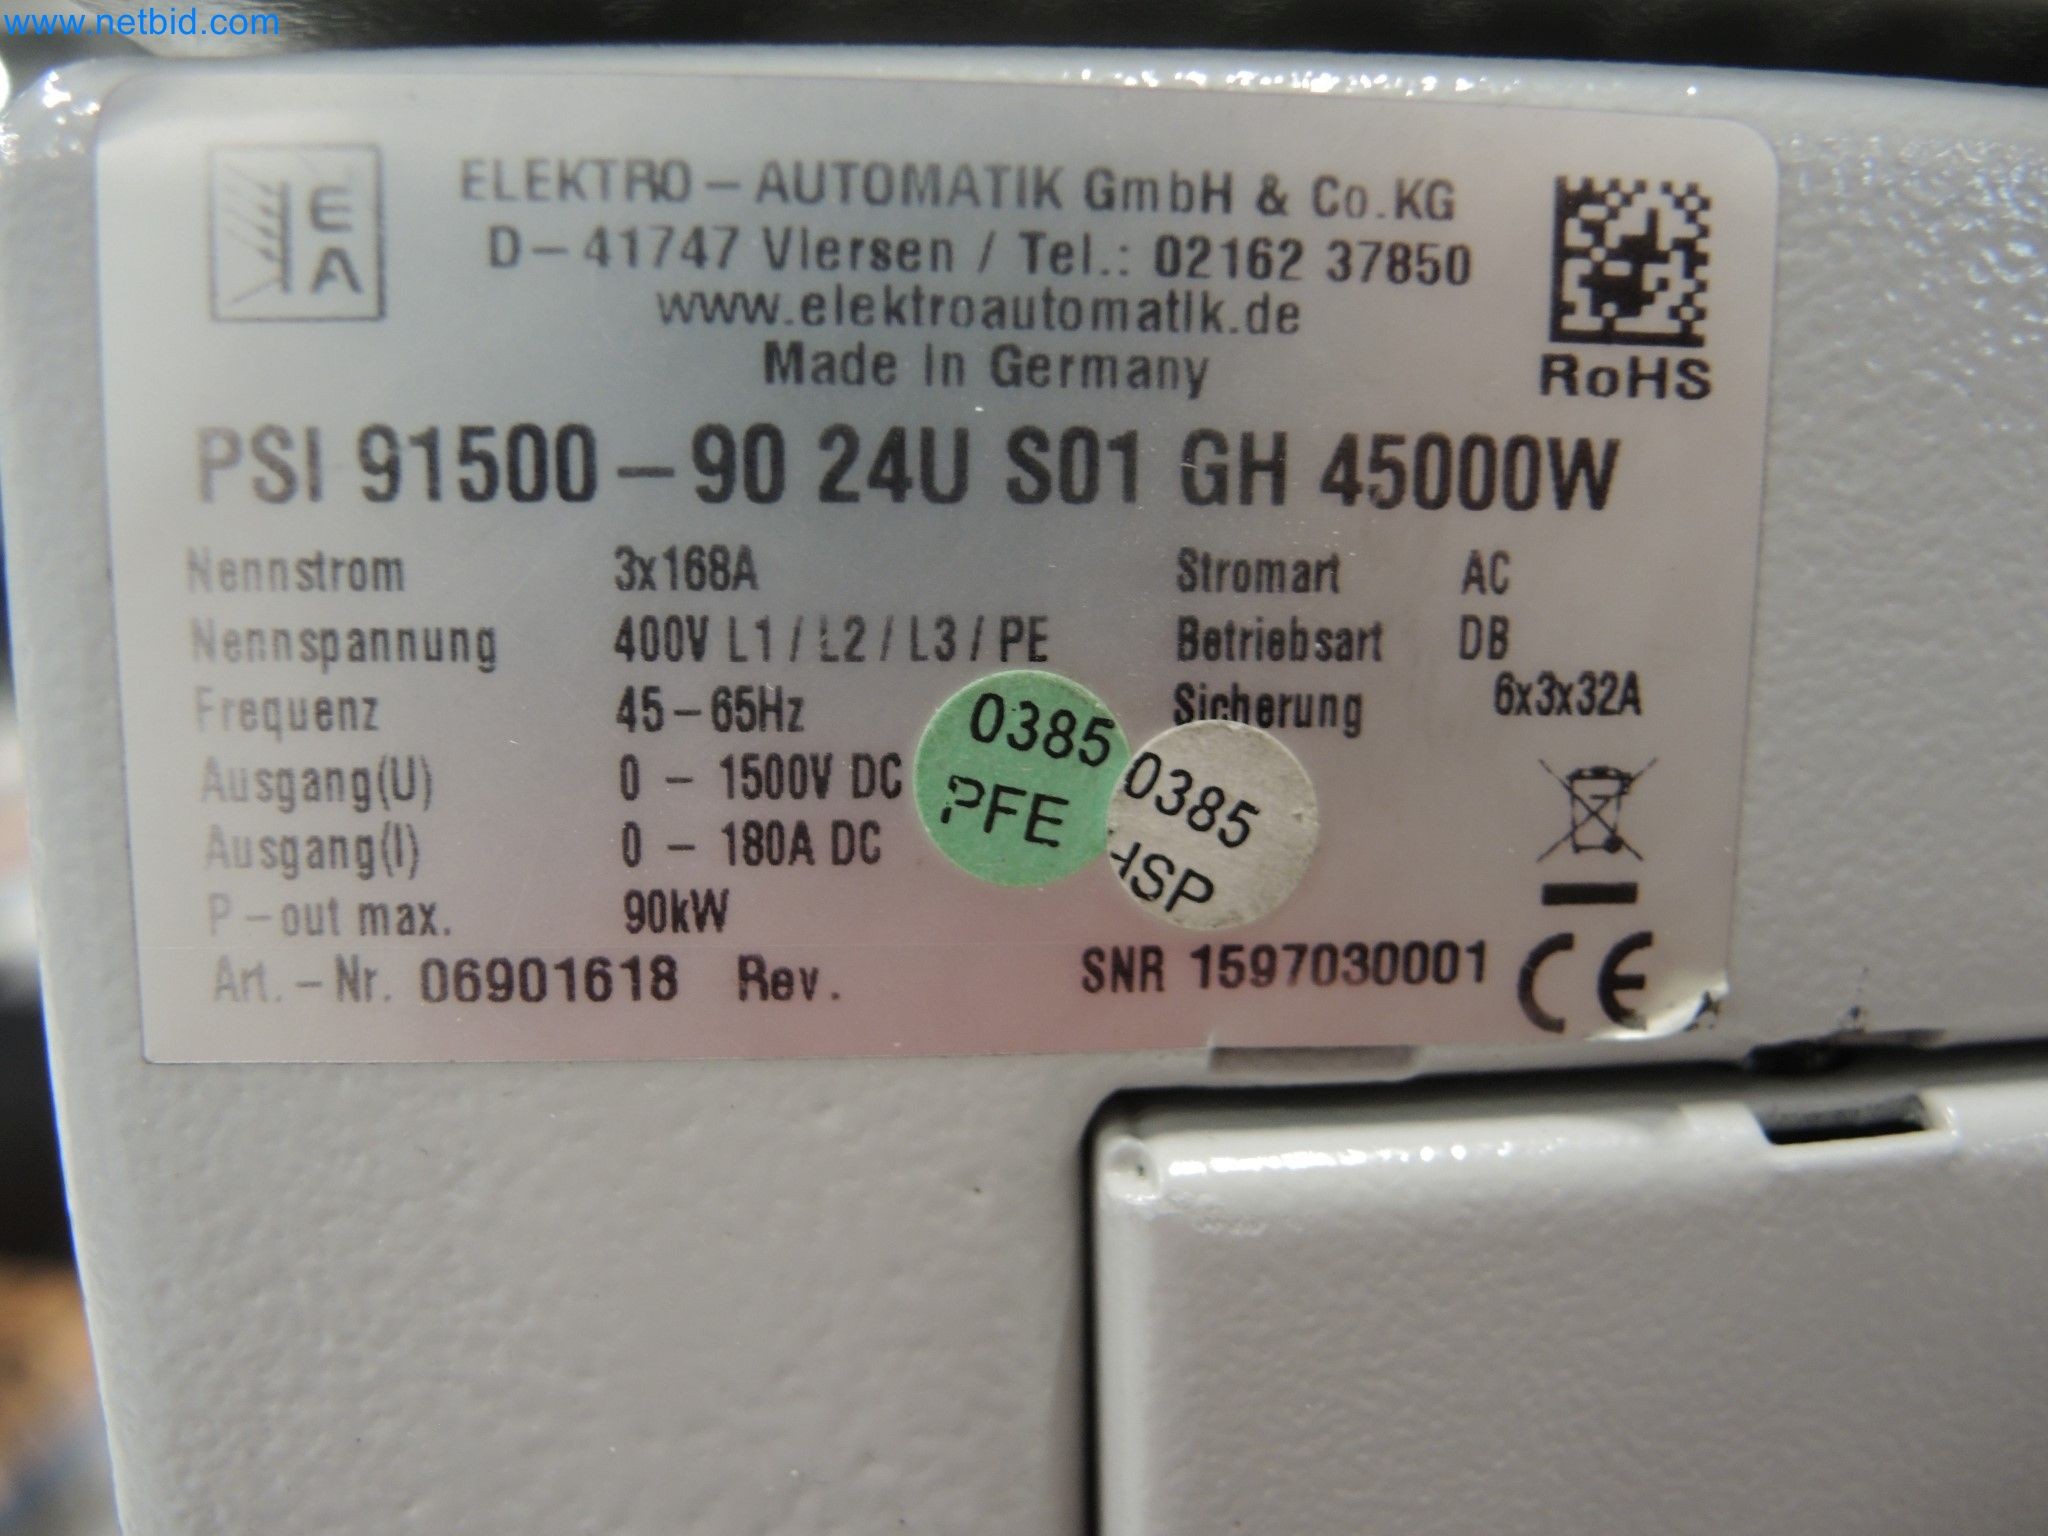 www.netbid.com
EA
ELEKTRO-AUTOMATIK GmbH & Co.KG
D-41747 Viersen / Tel.: 02162 37850
www.elektroautomatik.de
Made in Germany
RoHS
PSI 91500-90 24U S01 GH 45000W
Nennstrom 3x168A Stromart AC
Nennspannung 400V L1/L2/L3/PE Betriebsart DB
Frequenz 45-65Hz Sicherung 6x3x32A
Ausgang(U) 0 - 1500V DC
Ausgang(I) 0 - 180A DC
P-out max. 90kW
Art.-Nr. 06901618 Rev. SNR 1597030001 CE
0385
PFE
0385
HSP